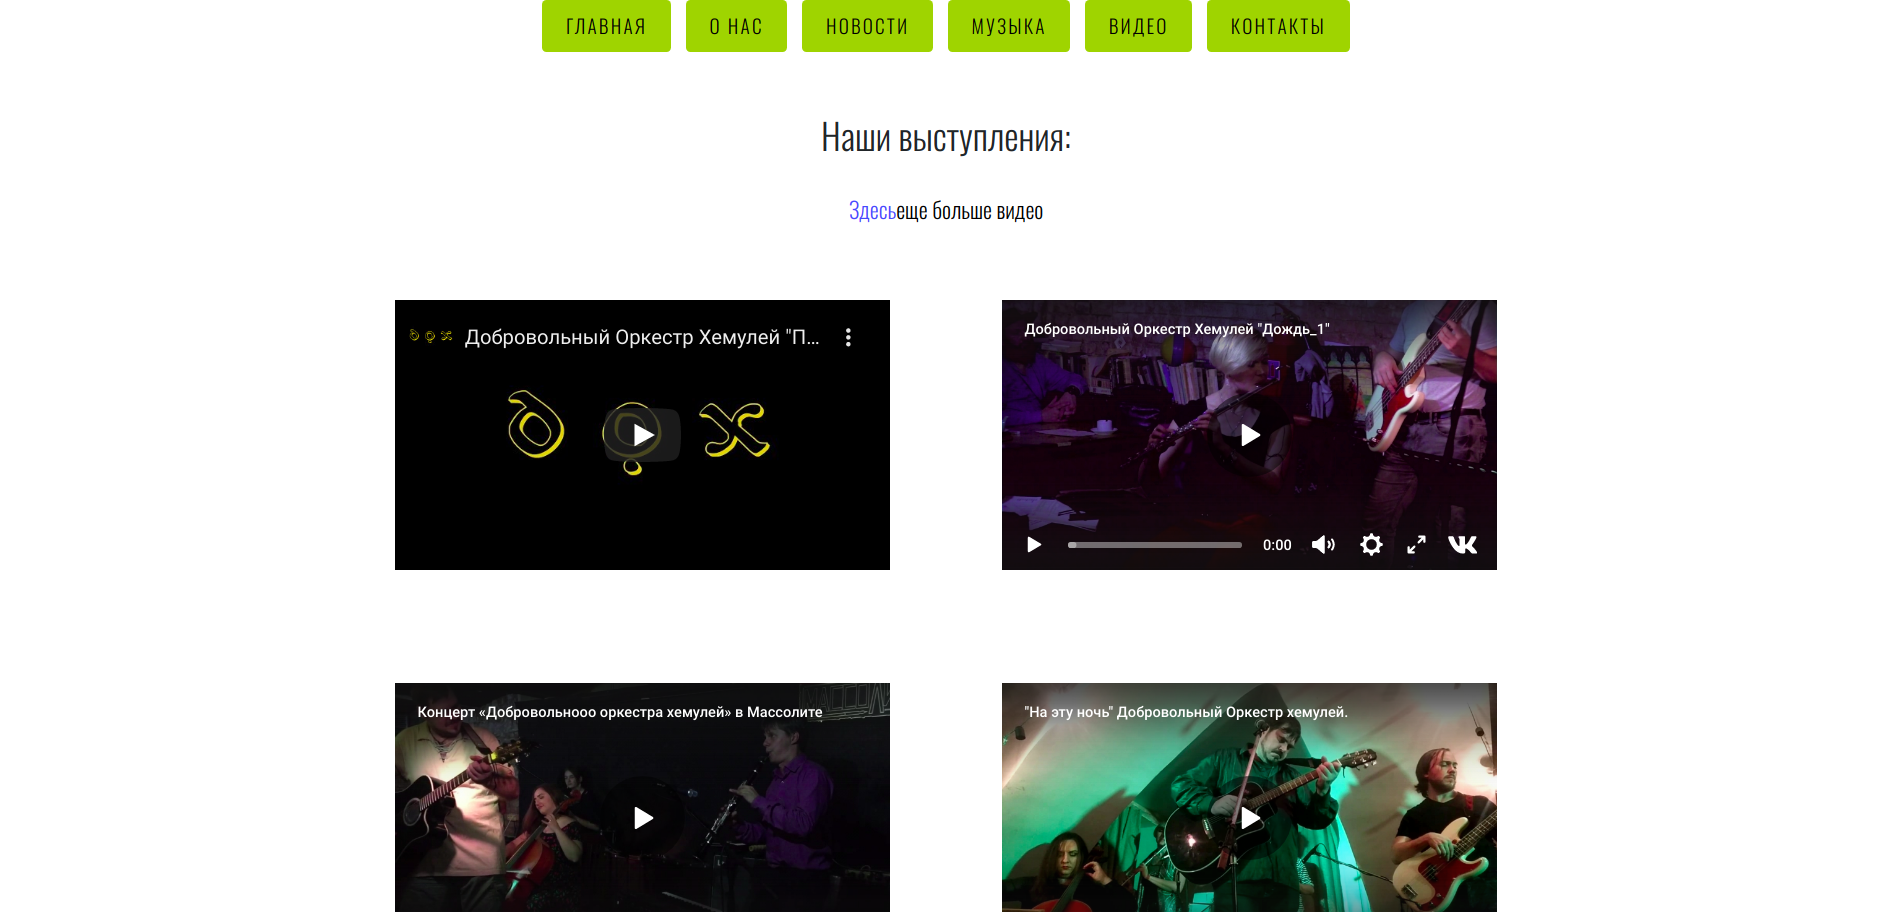 ГЛАВНАЯ
О НАС
НОВОСТИ
МУЗЫКА
ВИДЕО
КОНТАКТЫ
Наши выступления:
Здесьеще больше видео
д о х Добровольный Оркестр Хемулей "П...
д о х
Добровольный Оркестр Хемулей "Дождь_1"
0:00
Концерт «Добровольнооо оркестра хемулей» в Массолите
"На эту ночь" Добровольный Оркестр хемулей.